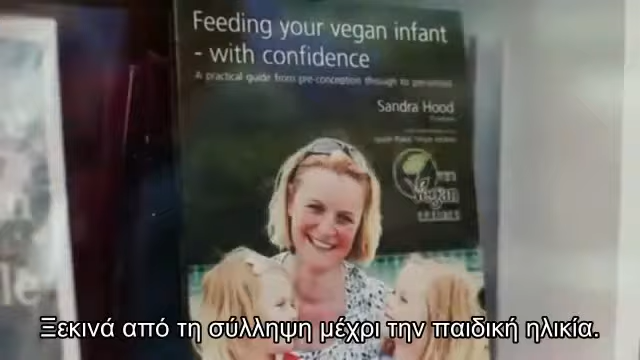 Feeding your vegan infant
- with confidence
A practical guide from pre-conception through to
Sandra Hood
vegan
Ξεκινά από τη σύλληψη μέχρι την παιδική ηλικία.